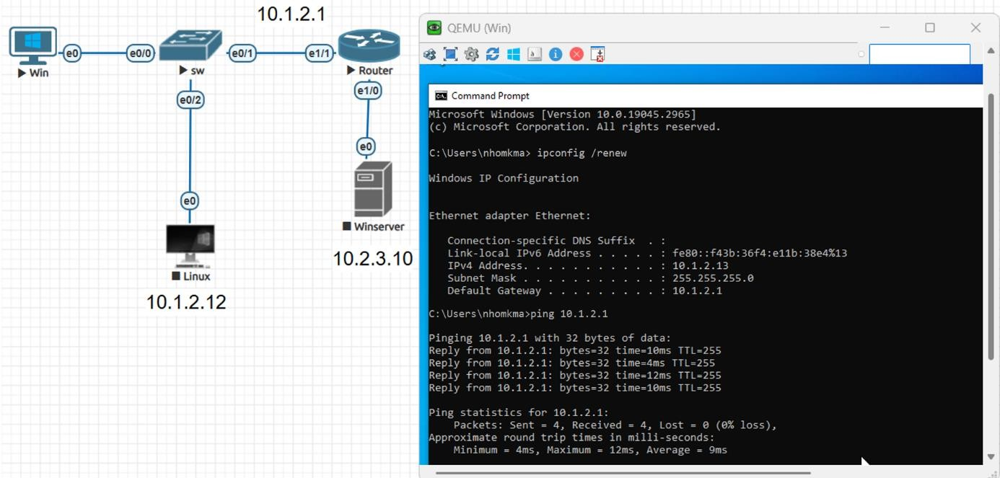 10.1.2.1
e0
e0/0
e0/1
e1/1
Win
sw
Router
e0/2
e1/0
e0
e0
Winserver
10.2.3.10
Linux
10.1.2.12
QEMU (Win)
Command Prompt
Microsoft Windows [Version 10.0.19045.2965]
(c) Microsoft Corporation. All rights reserved.
C:\Users\nhomkma> ipconfig /renew
Windows IP Configuration
Ethernet adapter Ethernet:
Connection-specific DNS Suffix  . :
Link-local IPv6 Address . . . . . : fe80::f43b:36f4:e11b:38e4%13
IPv4 Address. . . . . . . . . . . : 10.1.2.13
Subnet Mask . . . . . . . . . . . : 255.255.255.0
Default Gateway . . . . . . . . . : 10.1.2.1
C:\Users\nhomkma>ping 10.1.2.1
Pinging 10.1.2.1 with 32 bytes of data:
Reply from 10.1.2.1: bytes=32 time=10ms TTL=255
Reply from 10.1.2.1: bytes=32 time=4ms TTL=255
Reply from 10.1.2.1: bytes=32 time=12ms TTL=255
Reply from 10.1.2.1: bytes=32 time=10ms TTL=255
Ping statistics for 10.1.2.1:
Packets: Sent = 4, Received = 4, Lost = 0 (0% loss),
Approximate round trip times in milli-seconds:
Minimum = 4ms, Maximum = 12ms, Average = 9ms